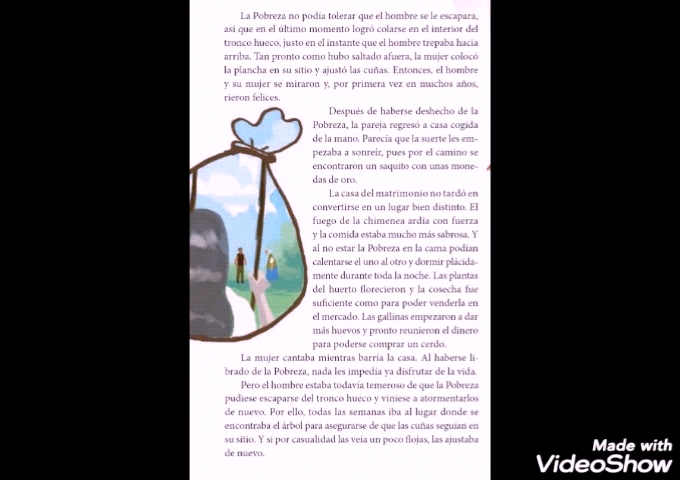 La Pobreza no podía tolerar que el hombre se le escapara,
así que en el último momento logró colarse en el interior del
tronco hueco, justo en el instante que el hombre trepaba hacia
arriba. Tan pronto como hubo saltado afuera, la mujer colocó
la plancha en su sitio y ajustó las cuñas. Entonces, el hombre
y su mujer se miraron y, por primera vez en muchos años,
rieron felices.
Después de haberse deshecho de la
Pobreza, la pareja regresó a casa cogida
de la mano. Parecía que la suerte les em-
pezaba a sonreír, pues por el camino se
encontraron un saquito con unas mone-
das de oro.
La casa del matrimonio no tardó en
convertirse en un lugar bien distinto. El
fuego de la chimenea ardía con fuerza
y la comida estaba mucho más sabrosa. Y
al no estar la Pobreza en la cama podían
calentarse el uno al otro y dormir plácida-
mente durante toda la noche. Las plantas
del huerto florecieron y la cosecha fue
suficiente como para poder venderla en
el mercado. Las gallinas empezaron a dar
más huevos y pronto reunieron el dinero
para poderse comprar un cerdo.
La mujer cantaba mientras barría la casa. Al haberse li-
brado de la Pobreza, nada les impedía ya disfrutar de la vida.
Pero el hombre estaba todavía temeroso de que la Pobreza
pudiese escaparse del tronco hueco y viniese a atormentarlos
de nuevo. Por ello, todas las semanas iba al lugar donde se
encontraba el árbol para asegurarse de que las cuñas seguían en
su sitio. Y si por casualidad las veía un poco flojas, las ajustaba
de nuevo.
Made with
VideoShow